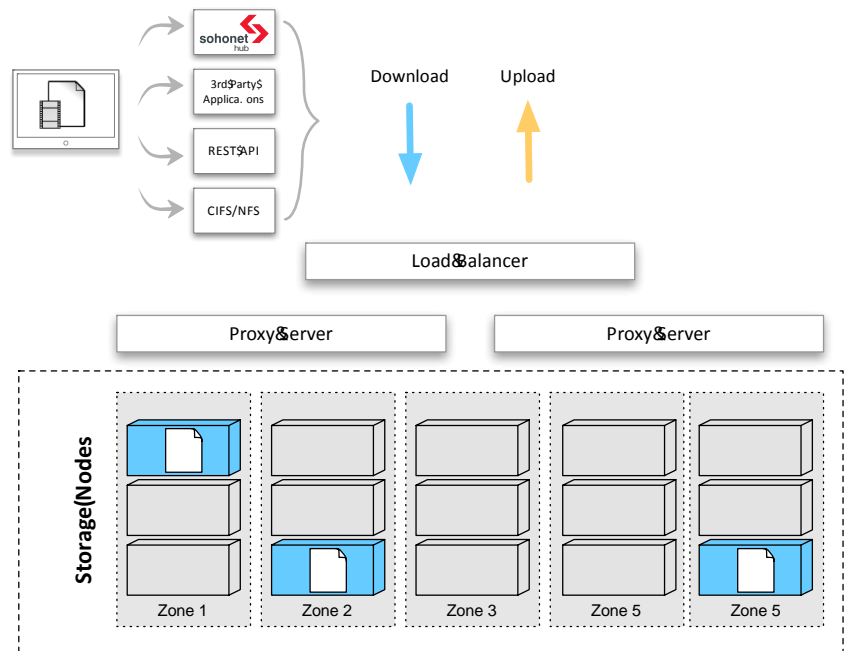 sohonet
hub
3rd$Party$
Applica. ons
REST$API
CIFS/NFS
Download
Upload
Load&Balancer
Proxy&Server
Proxy&Server
Storage(Nodes
Zone 1
Zone 2
Zone 3
Zone 5
Zone 5